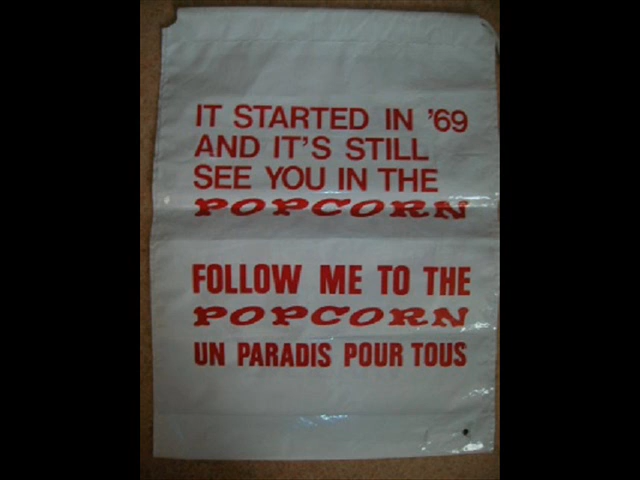 IT STARTED IN '69
AND IT'S STILL
SEE YOU IN THE
POPCORN
FOLLOW ME TO THE
POPCORN
UN PARADIS POUR TOUS